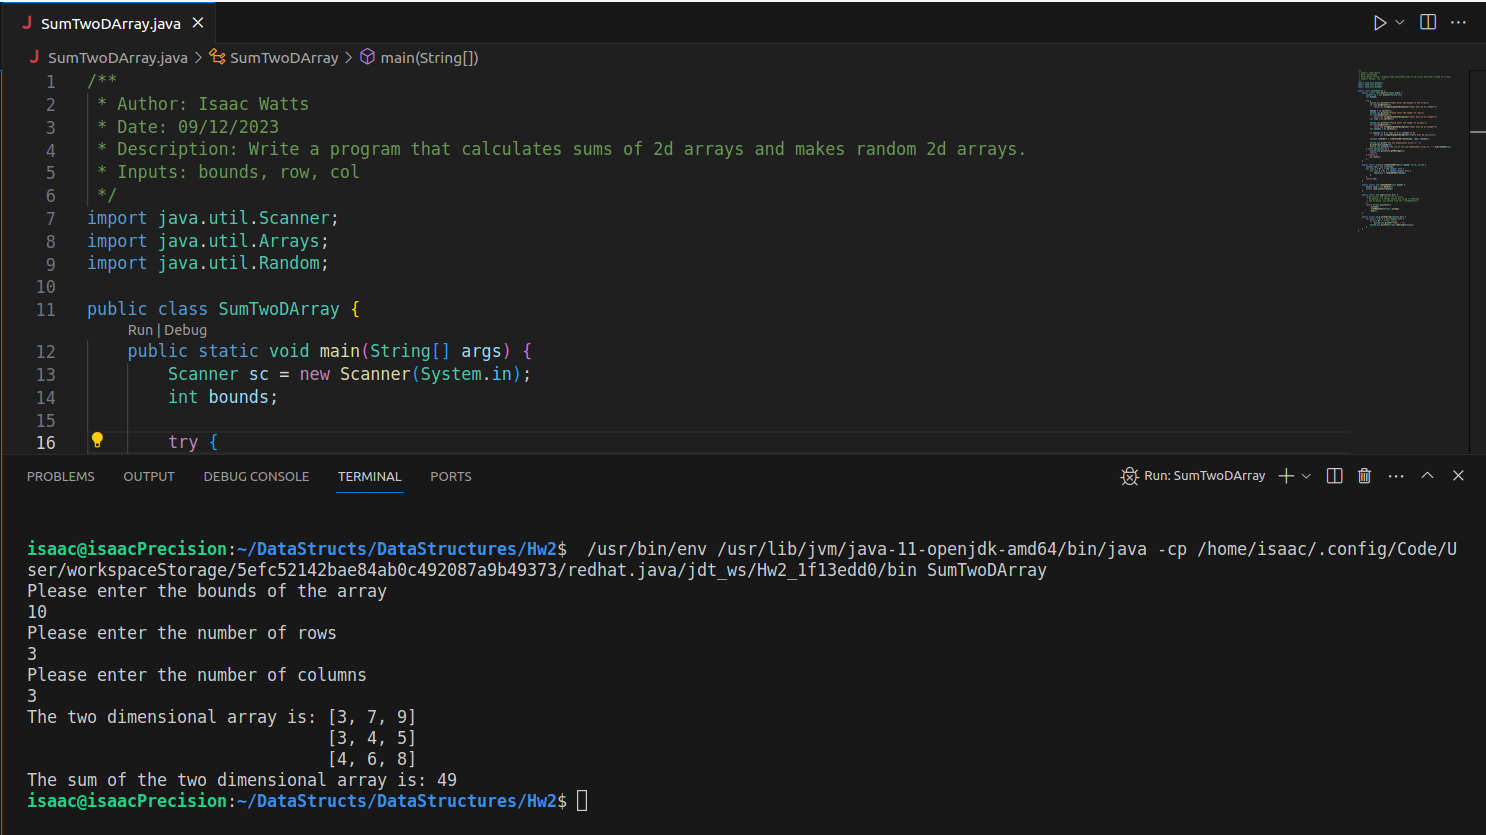 J SumTwoDArray.java ×
J SumTwoDArray.java > SumTwoDArray > main(String[])
1 /**
2 * Author: Isaac Watts
3 * Date: 09/12/2023
4 * Description: Write a program that calculates sums of 2d arrays and makes random 2d arrays.
5 * Inputs: bounds, row, col
6 */
7 import java.util.Scanner;
8 import java.util.Arrays;
9 import java.util.Random;
10
11 public class SumTwoDArray {
Run | Debug
12 public static void main(String[] args) {
13 Scanner sc = new Scanner(System.in);
14 int bounds;
15
16 try {
PROBLEMS OUTPUT DEBUG CONSOLE TERMINAL PORTS Run: SumTwoDArray
isaac@isaacPrecision:~/DataStructs/DataStructures/Hw2$ /usr/bin/env /usr/lib/jvm/java-11-openjdk-amd64/bin/java -cp /home/isaac/.config/Code/U
ser/workspaceStorage/5efc52142bae84ab0c492087a9b49373/redhat.java/jdt_ws/Hw2_1f13edd0/bin SumTwoDArray
Please enter the bounds of the array
10
Please enter the number of rows
3
Please enter the number of columns
3
The two dimensional array is: [3, 7, 9]
[3, 4, 5]
[4, 6, 8]
The sum of the two dimensional array is: 49
isaac@isaacPrecision:~/DataStructs/DataStructures/Hw2$